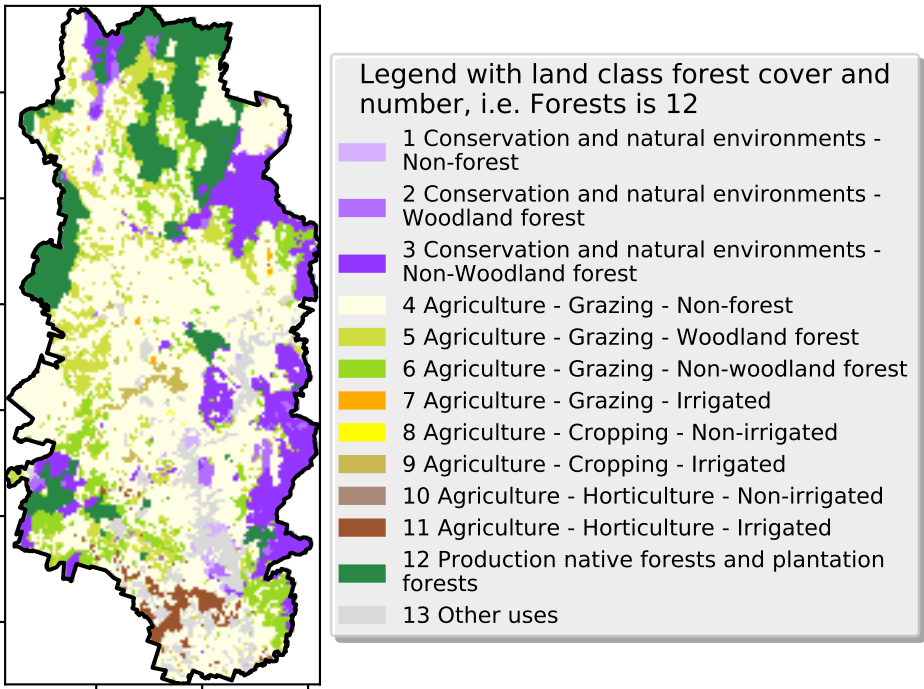 Legend with land class forest cover and
number, i.e. Forests is 12
1 Conservation and natural environments -
Non-forest
2 Conservation and natural environments -
Woodland forest
3 Conservation and natural environments -
Non-Woodland forest
4 Agriculture - Grazing - Non-forest
5 Agriculture - Grazing - Woodland forest
6 Agriculture - Grazing - Non-woodland forest
7 Agriculture - Grazing - Irrigated
8 Agriculture - Cropping - Non-irrigated
9 Agriculture - Cropping - Irrigated
10 Agriculture - Horticulture - Non-irrigated
11 Agriculture - Horticulture - Irrigated
12 Production native forests and plantation
forests
13 Other uses